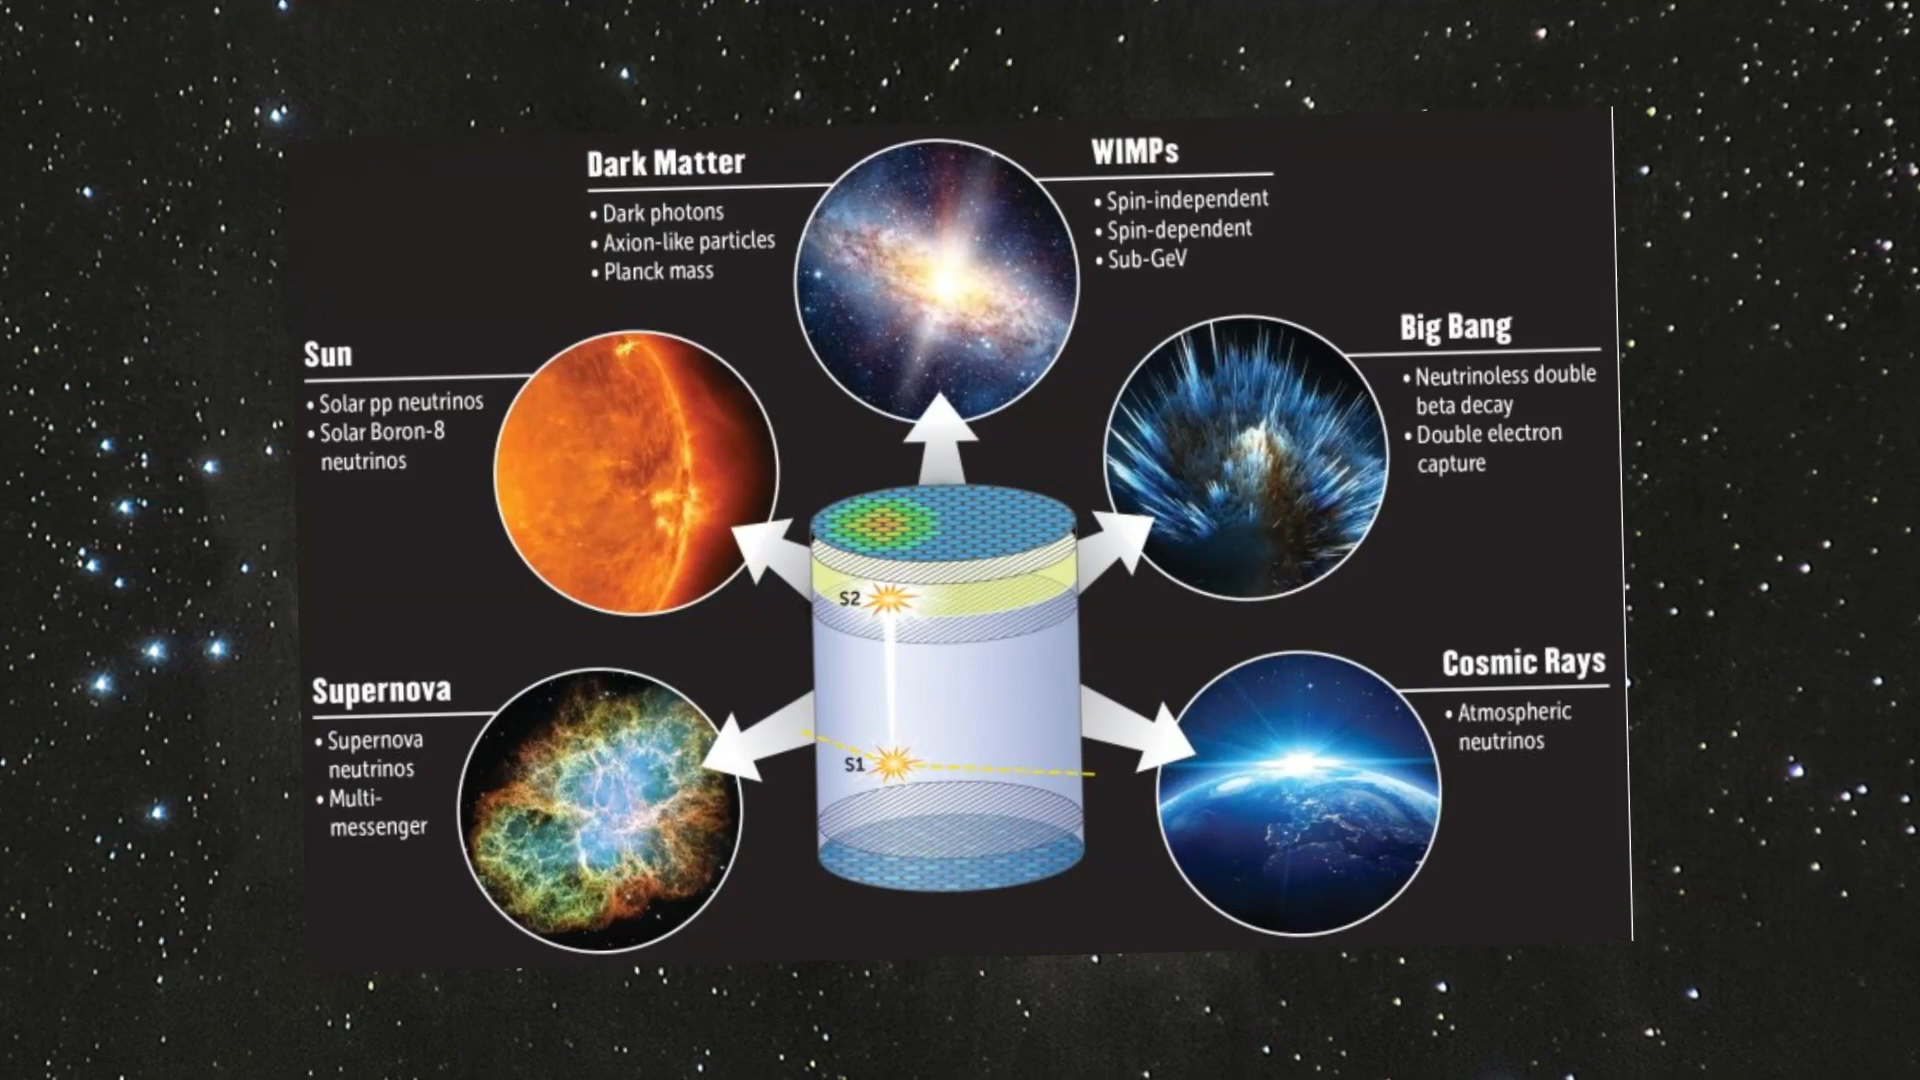 Dark Matter
• Dark photons
• Axion-like particles
• Planck mass
WIMPs
• Spin-independent
• Spin-dependent
• Sub-GeV
Sun
• Solar pp neutrinos
• Solar Boron-8
neutrinos
Big Bang
• Neutrinoless double
beta decay
• Double electron
capture
S2
S1
Supernova
• Supernova
neutrinos
• Multi-
messenger
Cosmic Rays
• Atmospheric
neutrinos